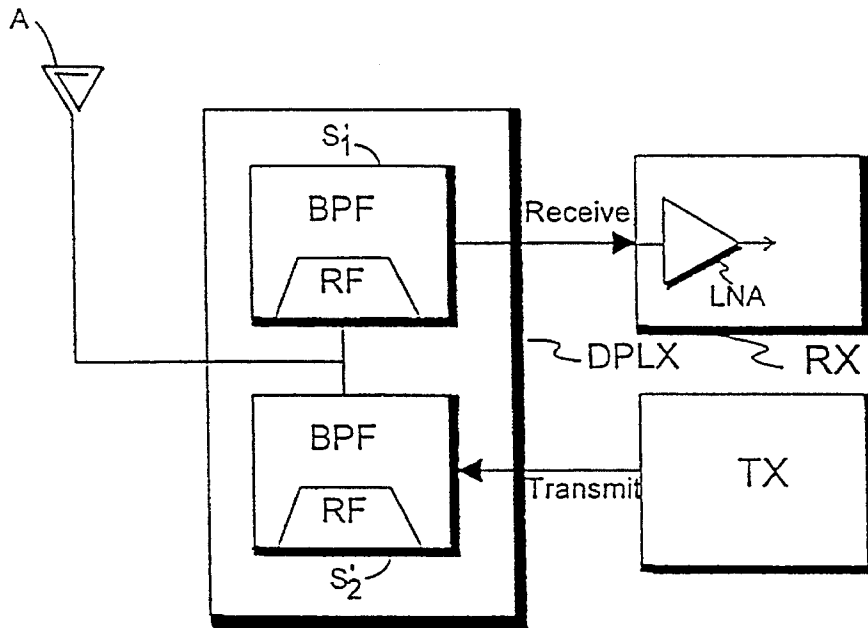 A
S'1
BPF
RF
Receive
LNA
RX
DPLX
BPF
RF
S'2
Transmit
TX